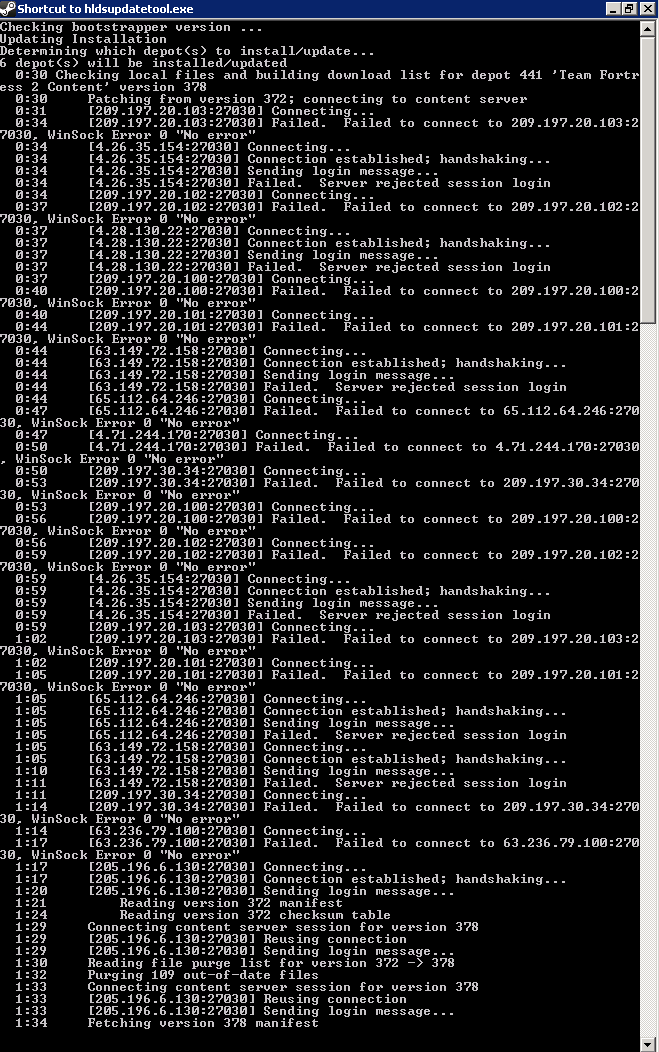 Shortcut to hldsupdatetool.exe
Checking bootstrapper version ...
Updating Installation
Determining which depot(s) to install/update...
6 depot(s) will be installed/updated
  0:30 Checking local files and building download list for depot 441 'Team Fortr
ess 2 Content' version 378
  0:30     Patching from version 372; connecting to content server
  0:31     [209.197.20.103:27030] Connecting...
  0:34     [209.197.20.103:27030] Failed.  Failed to connect to 209.197.20.103:2
7030, WinSock Error 0 "No error"
  0:34     [4.26.35.154:27030] Connecting...
  0:34     [4.26.35.154:27030] Connection established; handshaking...
  0:34     [4.26.35.154:27030] Sending login message...
  0:34     [4.26.35.154:27030] Failed.  Server rejected session login
  0:34     [209.197.20.102:27030] Connecting...
  0:37     [209.197.20.102:27030] Failed.  Failed to connect to 209.197.20.102:2
7030, WinSock Error 0 "No error"
  0:37     [4.28.130.22:27030] Connecting...
  0:37     [4.28.130.22:27030] Connection established; handshaking...
  0:37     [4.28.130.22:27030] Sending login message...
  0:37     [4.28.130.22:27030] Failed.  Server rejected session login
  0:37     [209.197.20.100:27030] Connecting...
  0:40     [209.197.20.100:27030] Failed.  Failed to connect to 209.197.20.100:2
7030, WinSock Error 0 "No error"
  0:40     [209.197.20.101:27030] Connecting...
  0:44     [209.197.20.101:27030] Failed.  Failed to connect to 209.197.20.101:2
7030, WinSock Error 0 "No error"
  0:44     [63.149.72.158:27030] Connecting...
  0:44     [63.149.72.158:27030] Connection established; handshaking...
  0:44     [63.149.72.158:27030] Sending login message...
  0:44     [63.149.72.158:27030] Failed.  Server rejected session login
  0:44     [65.112.64.246:27030] Connecting...
  0:47     [65.112.64.246:27030] Failed.  Failed to connect to 65.112.64.246:270
30, WinSock Error 0 "No error"
  0:47     [4.71.244.170:27030] Connecting...
  0:50     [4.71.244.170:27030] Failed.  Failed to connect to 4.71.244.170:27030
, WinSock Error 0 "No error"
  0:50     [209.197.30.34:27030] Connecting...
  0:53     [209.197.30.34:27030] Failed.  Failed to connect to 209.197.30.34:270
30, WinSock Error 0 "No error"
  0:53     [209.197.20.100:27030] Connecting...
  0:56     [209.197.20.100:27030] Failed.  Failed to connect to 209.197.20.100:2
7030, WinSock Error 0 "No error"
  0:56     [209.197.20.102:27030] Connecting...
  0:59     [209.197.20.102:27030] Failed.  Failed to connect to 209.197.20.102:2
7030, WinSock Error 0 "No error"
  0:59     [4.26.35.154:27030] Connecting...
  0:59     [4.26.35.154:27030] Connection established; handshaking...
  0:59     [4.26.35.154:27030] Sending login message...
  0:59     [4.26.35.154:27030] Failed.  Server rejected session login
  0:59     [209.197.20.103:27030] Connecting...
  1:02     [209.197.20.103:27030] Failed.  Failed to connect to 209.197.20.103:2
7030, WinSock Error 0 "No error"
  1:02     [209.197.20.101:27030] Connecting...
  1:05     [209.197.20.101:27030] Failed.  Failed to connect to 209.197.20.101:2
7030, WinSock Error 0 "No error"
  1:05     [65.112.64.246:27030] Connecting...
  1:05     [65.112.64.246:27030] Connection established; handshaking...
  1:05     [65.112.64.246:27030] Sending login message...
  1:05     [65.112.64.246:27030] Failed.  Server rejected session login
  1:05     [63.149.72.158:27030] Connecting...
  1:05     [63.149.72.158:27030] Connection established; handshaking...
  1:10     [63.149.72.158:27030] Sending login message...
  1:11     [63.149.72.158:27030] Failed.  Server rejected session login
  1:11     [209.197.30.34:27030] Connecting...
  1:14     [209.197.30.34:27030] Failed.  Failed to connect to 209.197.30.34:270
30, WinSock Error 0 "No error"
  1:14     [63.236.79.100:27030] Connecting...
  1:17     [63.236.79.100:27030] Failed.  Failed to connect to 63.236.79.100:270
30, WinSock Error 0 "No error"
  1:17     [205.196.6.130:27030] Connecting...
  1:17     [205.196.6.130:27030] Connection established; handshaking...
  1:20     [205.196.6.130:27030] Sending login message...
  1:21         Reading version 372 manifest
  1:24         Reading version 372 checksum table
  1:29     Connecting content server session for version 378
  1:29     [205.196.6.130:27030] Reusing connection
  1:29     [205.196.6.130:27030] Sending login message...
  1:30     Reading file purge list for version 372 -> 378
  1:32     Purging 109 out-of-date files
  1:33     Connecting content server session for version 378
  1:33     [205.196.6.130:27030] Reusing connection
  1:33     [205.196.6.130:27030] Sending login message...
  1:34     Fetching version 378 manifest